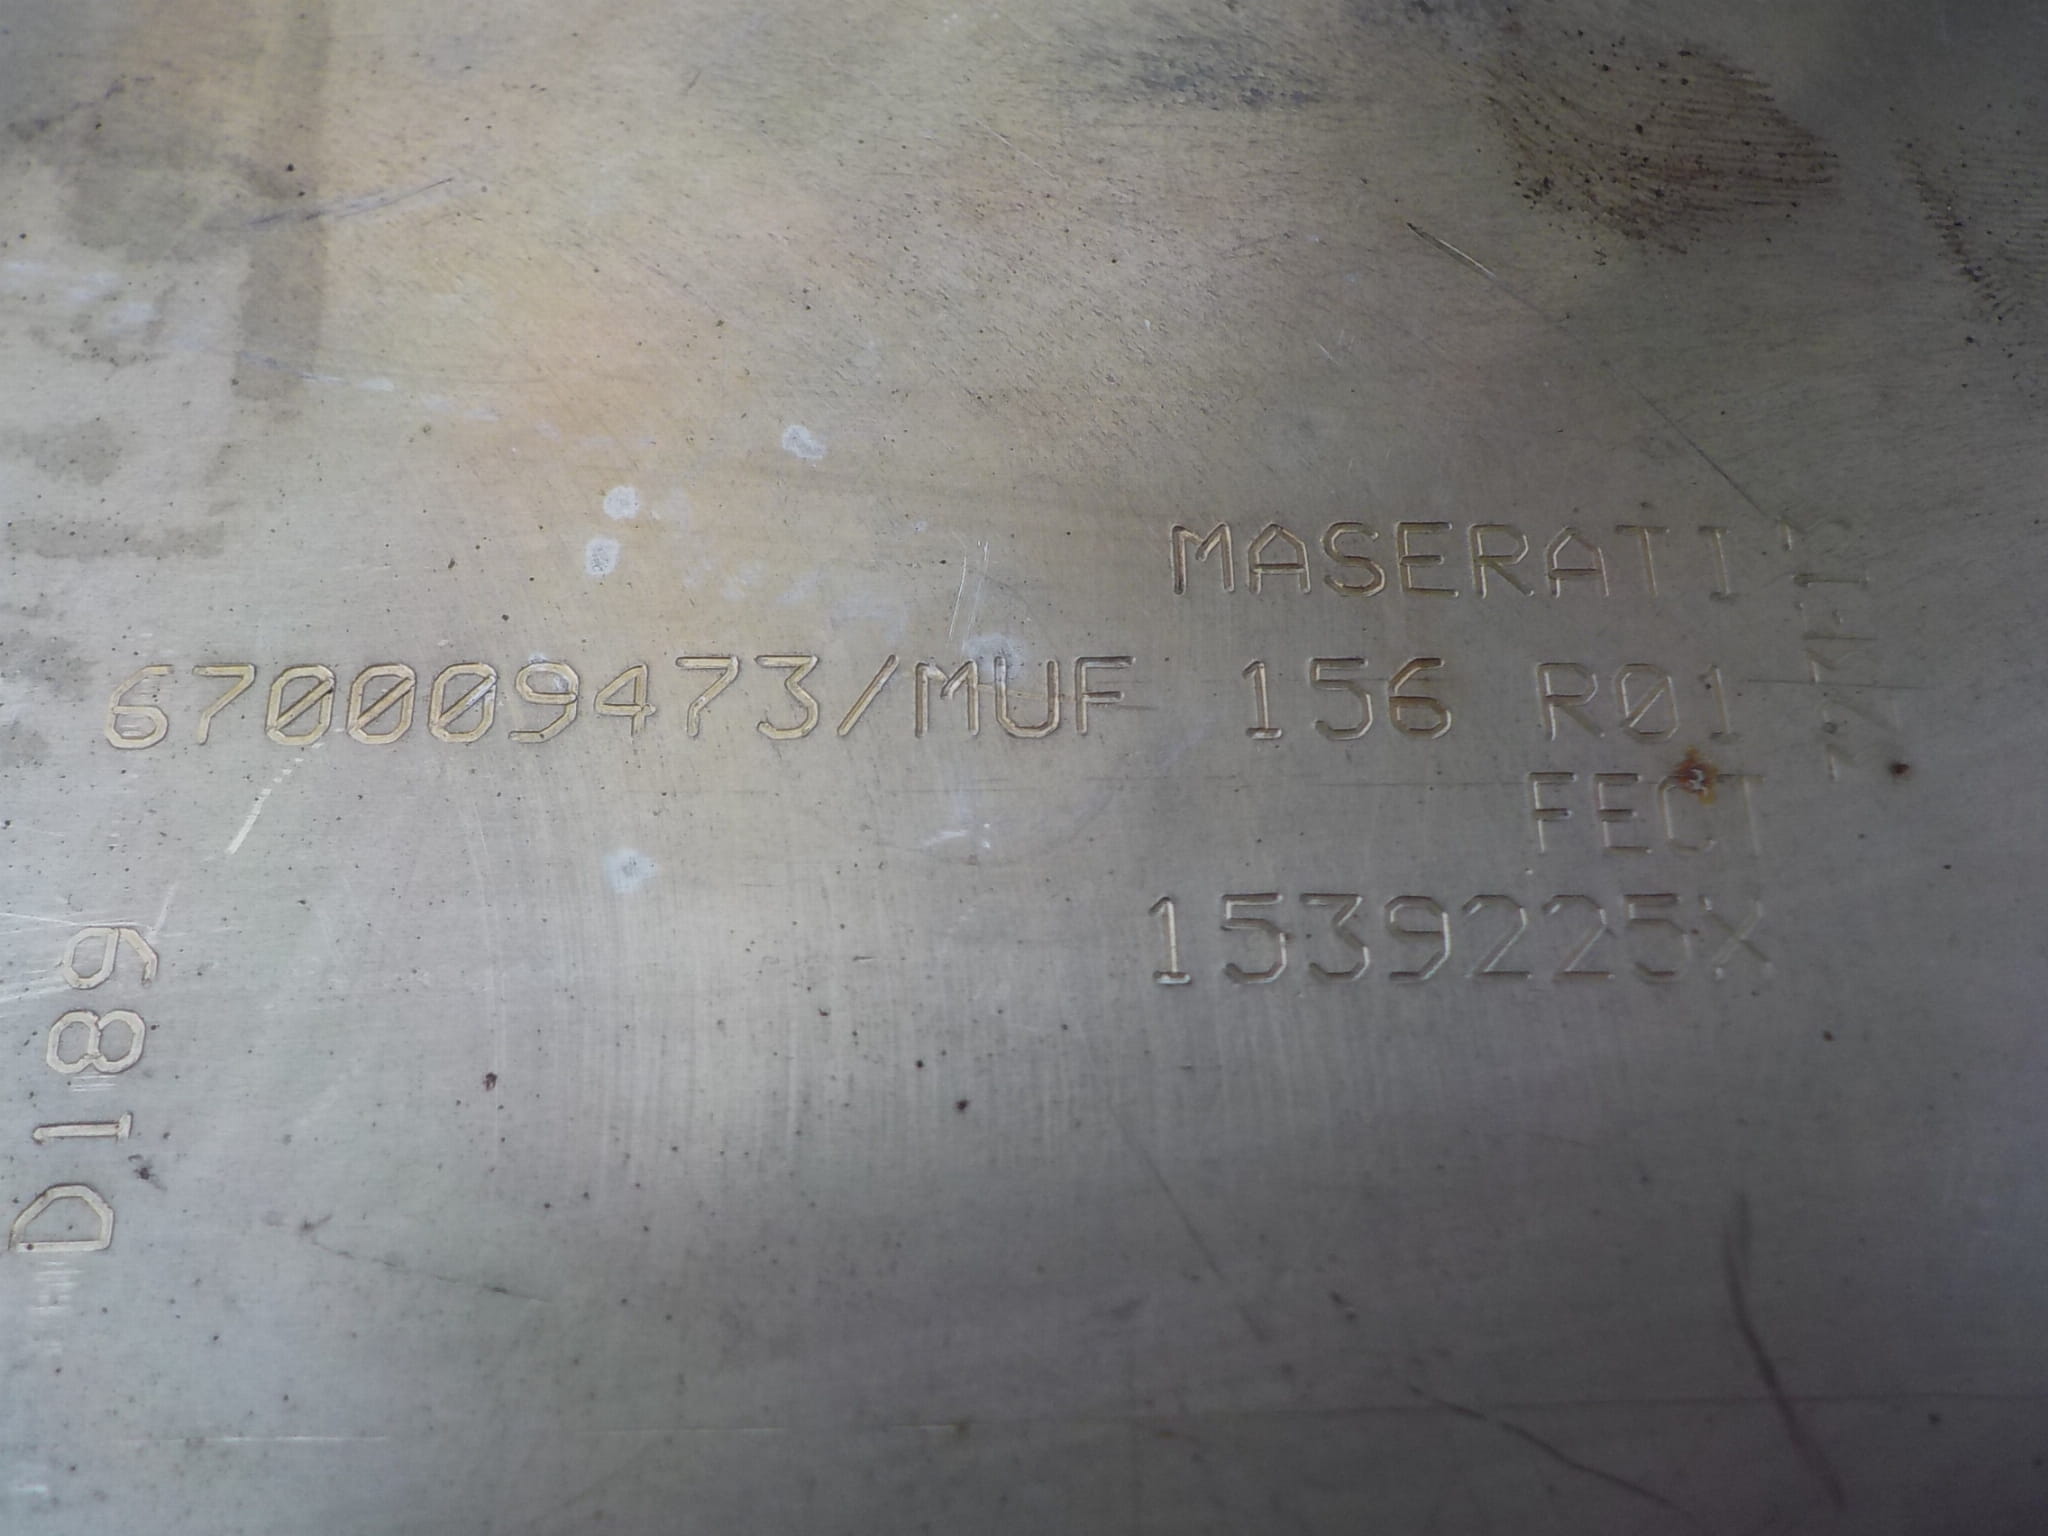 MASERATI
670009473/MUF 156 R01
FECT
1539225X
D189